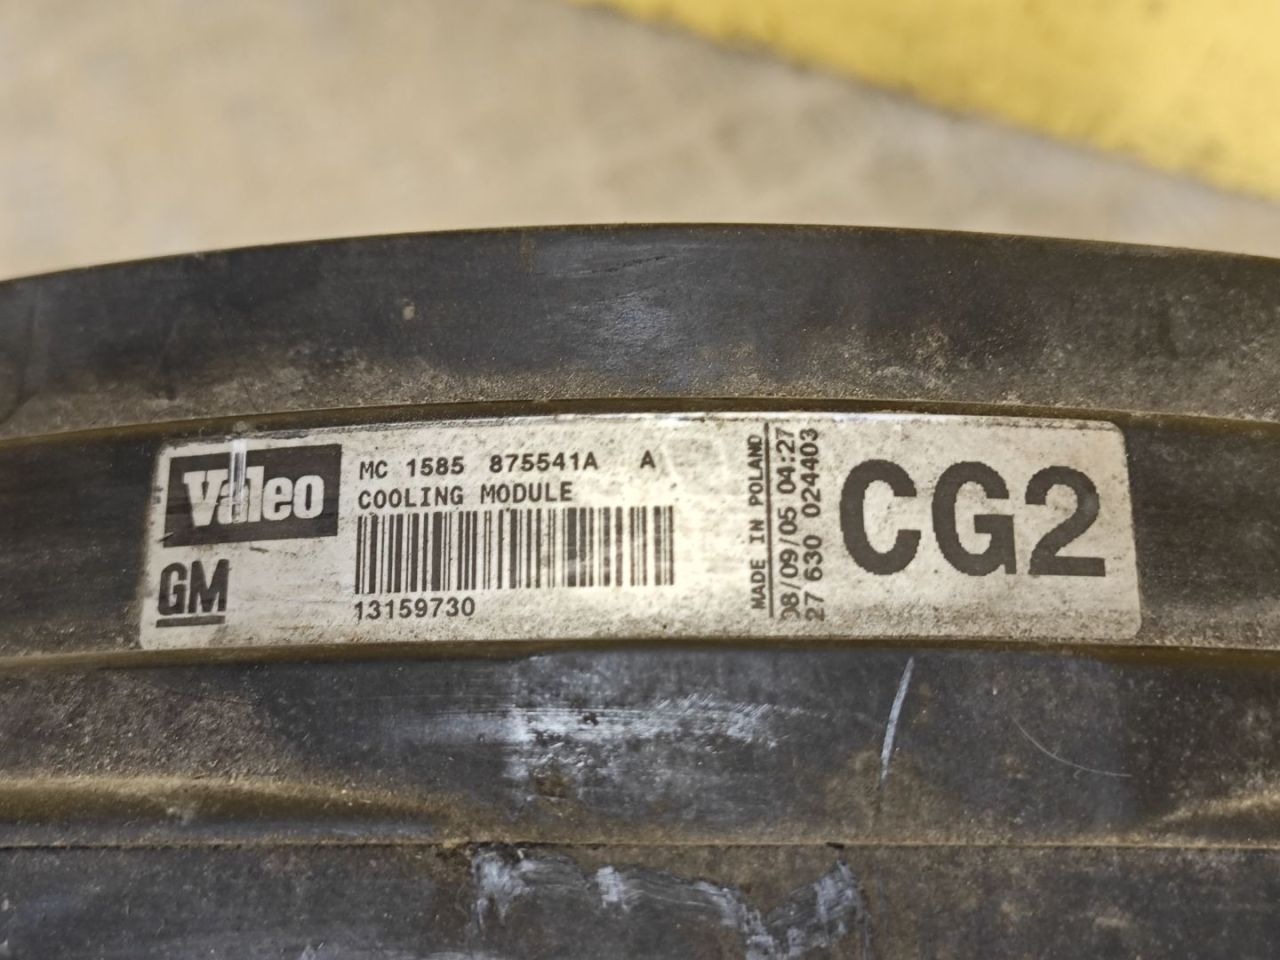 Valeo
GM
MC 1585 875541A A
COOLING MODULE
13159730
MADE IN POLAND
08/09/05 04:27
27 630 024403
CG2